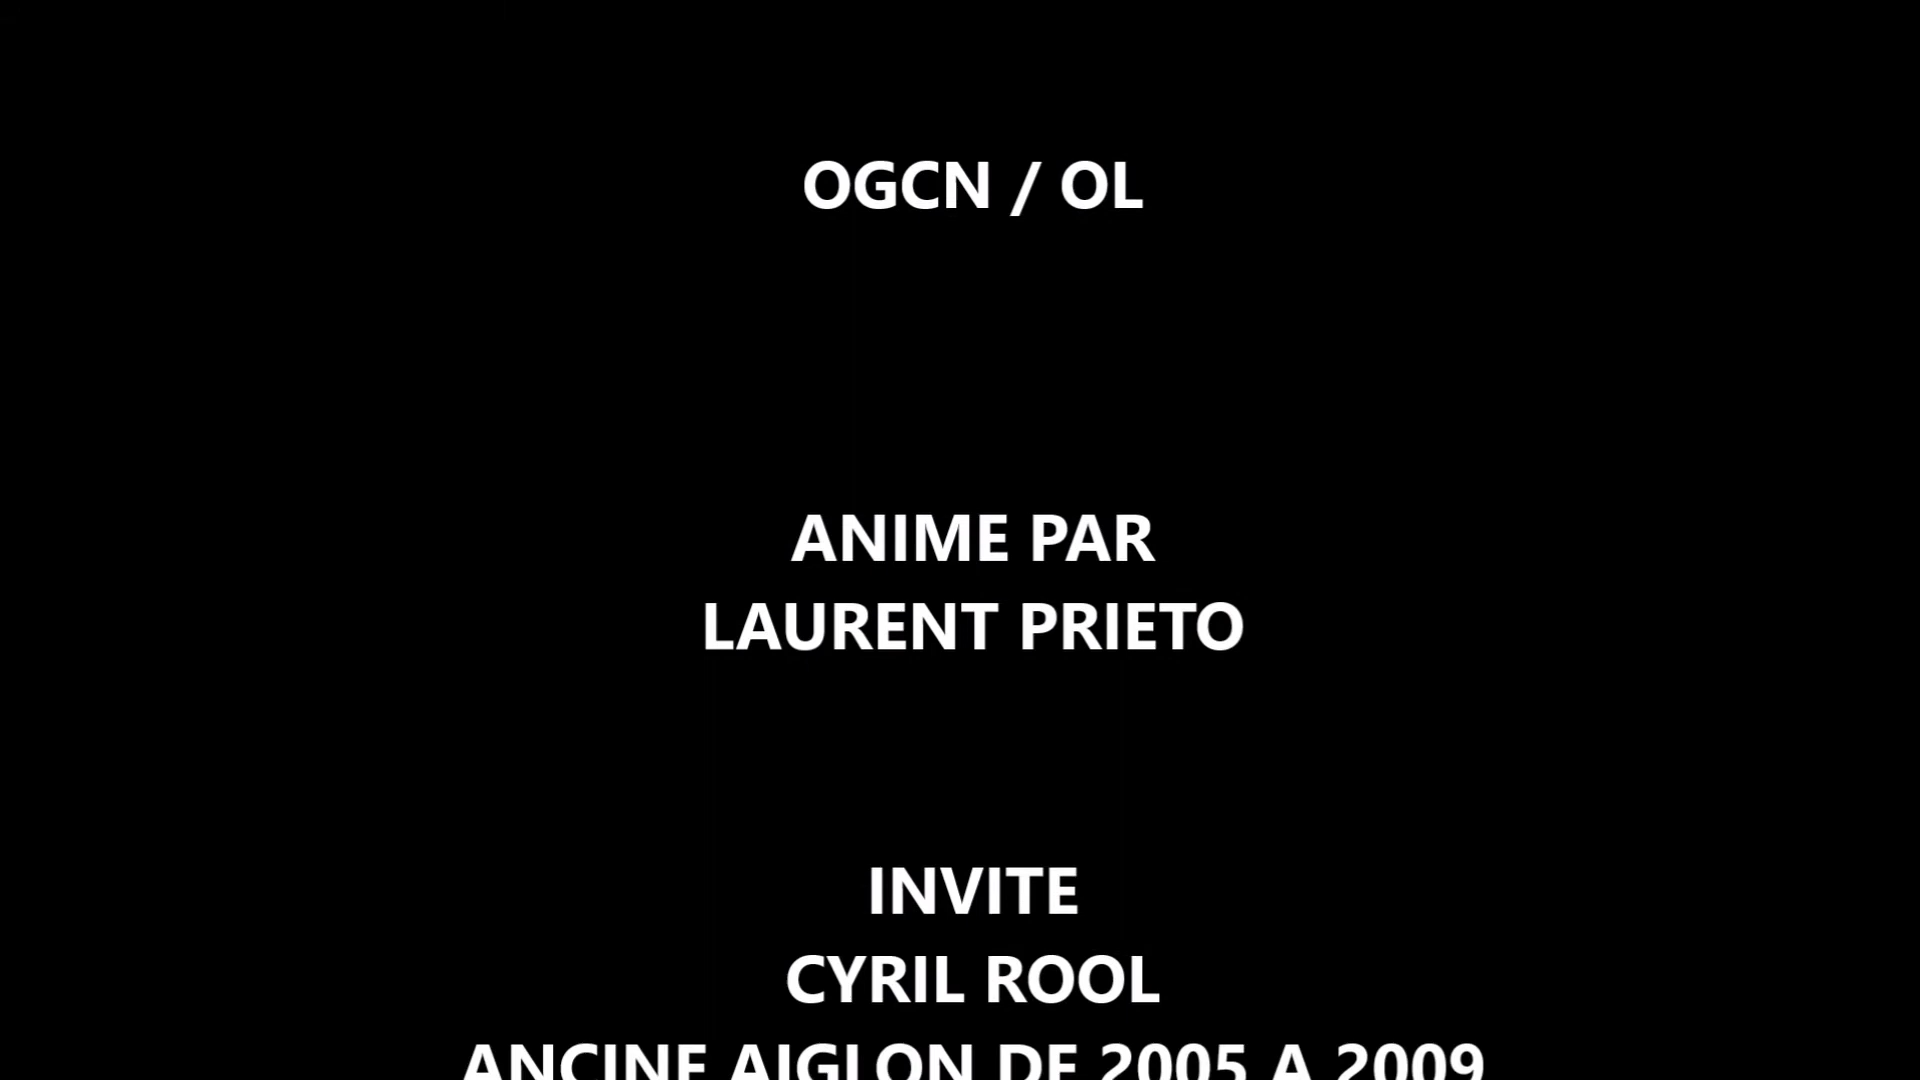 OGCN / OL
ANIME PAR
LAURENT PRIETO
INVITE
CYRIL ROOL
ANCINE AIGLON DE 2005 A 2009